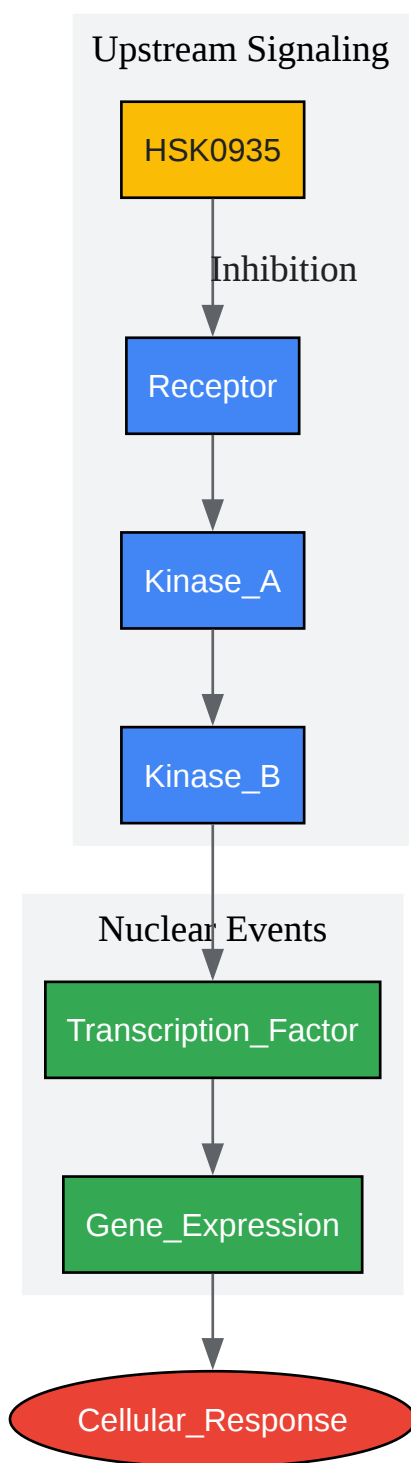 Upstream Signaling
HSK0935
Inhibition
Receptor
Kinase_A
Kinase_B
Nuclear Events
Transcription_Factor
Gene_Expression
Cellular_Response